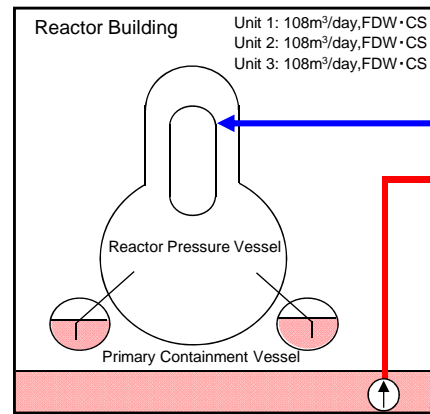 Reactor Building
Unit 1: 108m³/day,FDW・CS
Unit 2: 108m³/day,FDW・CS
Unit 3: 108m³/day,FDW・CS
Reactor Pressure Vessel
Primary Containment Vessel